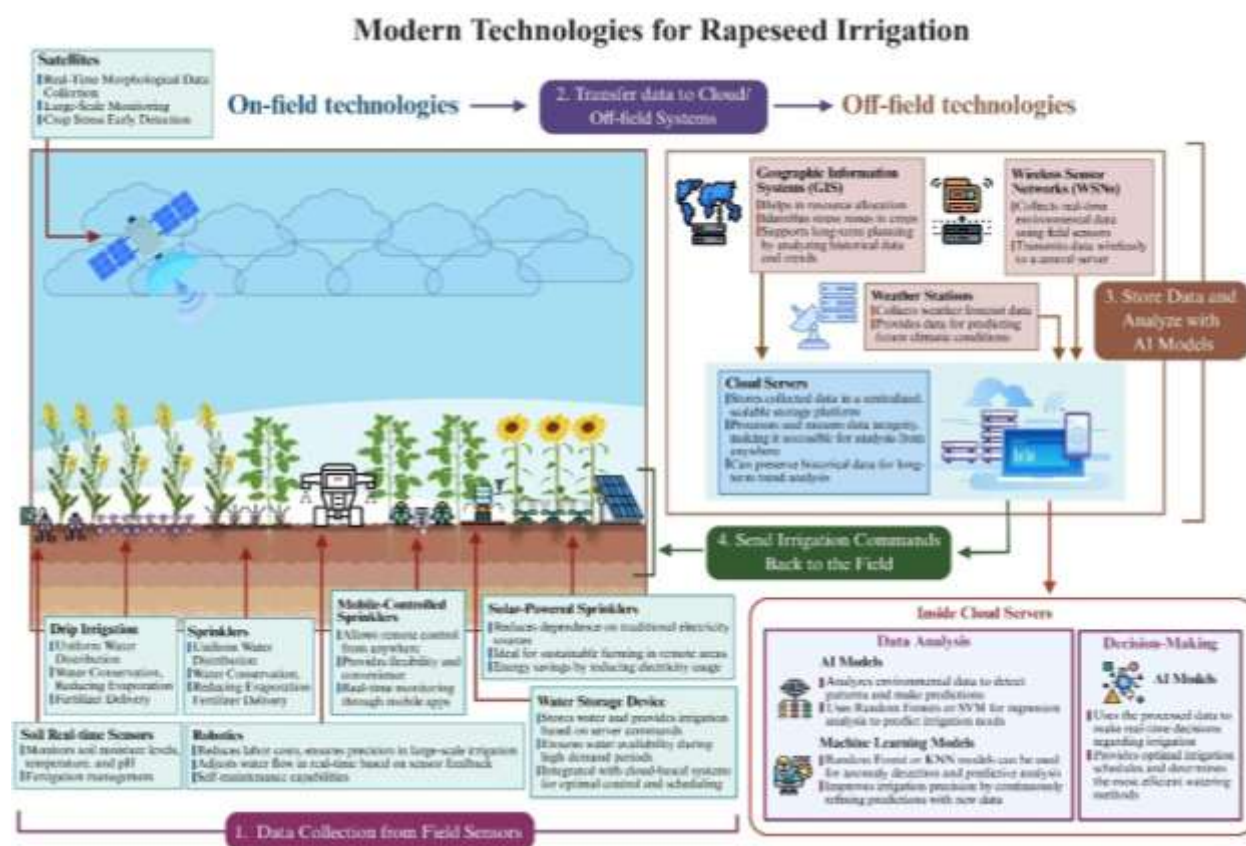 Modern Technologies for Rapeseed Irrigation
Satellites
Real-Time Morphological Data
Collection
Large-Scale Monitoring
Crop Stress Early Detection
On-field technologies
2. Transfer data to Cloud/
Off-field Systems
Off-field technologies
Geographic Information
Systems (GIS)
Helps in resource allocation
Identifies stress zones in crops
Supports long-term planning
by analyzing historical data
and trends
Wireless Sensor
Networks (WSNs)
Collects real-time
environmental data
using field sensors
Transmits data wirelessly
to a central server
Weather Stations
Collects weather forecast data
Provides data for predicting
future climatic conditions
3. Store Data and
Analyze with
AI Models
Cloud Servers
Stores collected data in a centralized,
scalable storage platform
Processes and ensures data integrity,
making it accessible for analysis from
anywhere
Can preserve historical data for long-
term trend analysis
4. Send Irrigation Commands
Back to the Field
Drip Irrigation
Uniform Water
Distribution
Water Conservation,
Reducing Evaporation
Fertilizer Delivery
Sprinklers
Uniform Water
Distribution
Water Conservation,
Reducing Evaporation
Fertilizer Delivery
Mobile-Controlled
Sprinklers
Allows remote control
from anywhere
Provides flexibility and
convenience
Real-time monitoring
through mobile apps
Solar-Powered Sprinklers
Reduces dependence on traditional electricity
sources
Ideal for sustainable farming in remote areas
Energy savings by reducing electricity usage
Water Storage Device
Stores water and provides irrigation
based on server commands
Ensures water availability during
high demand periods
Integrated with cloud-based systems
for optimal control and scheduling
Soil Real-time Sensors
Monitors soil moisture levels,
temperature, and pH
Fertigation management
Robotics
Reduces labor costs, ensures precision in large-scale irrigation
Adjusts water flow in real-time based on sensor feedback
Self-maintenance capabilities
1. Data Collection from Field Sensors
Inside Cloud Servers
Data Analysis
AI Models
Analyzes environmental data to detect
patterns and make predictions
Uses Random Forests or SVM for regression
analysis to predict irrigation needs
Machine Learning Models
Random Forest or KNN models can be used
for anomaly detection and predictive analysis
Improves irrigation precision by continuously
refining predictions with new data
Decision-Making
AI Models
Uses the processed data to
make real-time decisions
regarding irrigation
Provides optimal irrigation
schedules and determines
the most efficient watering
methods